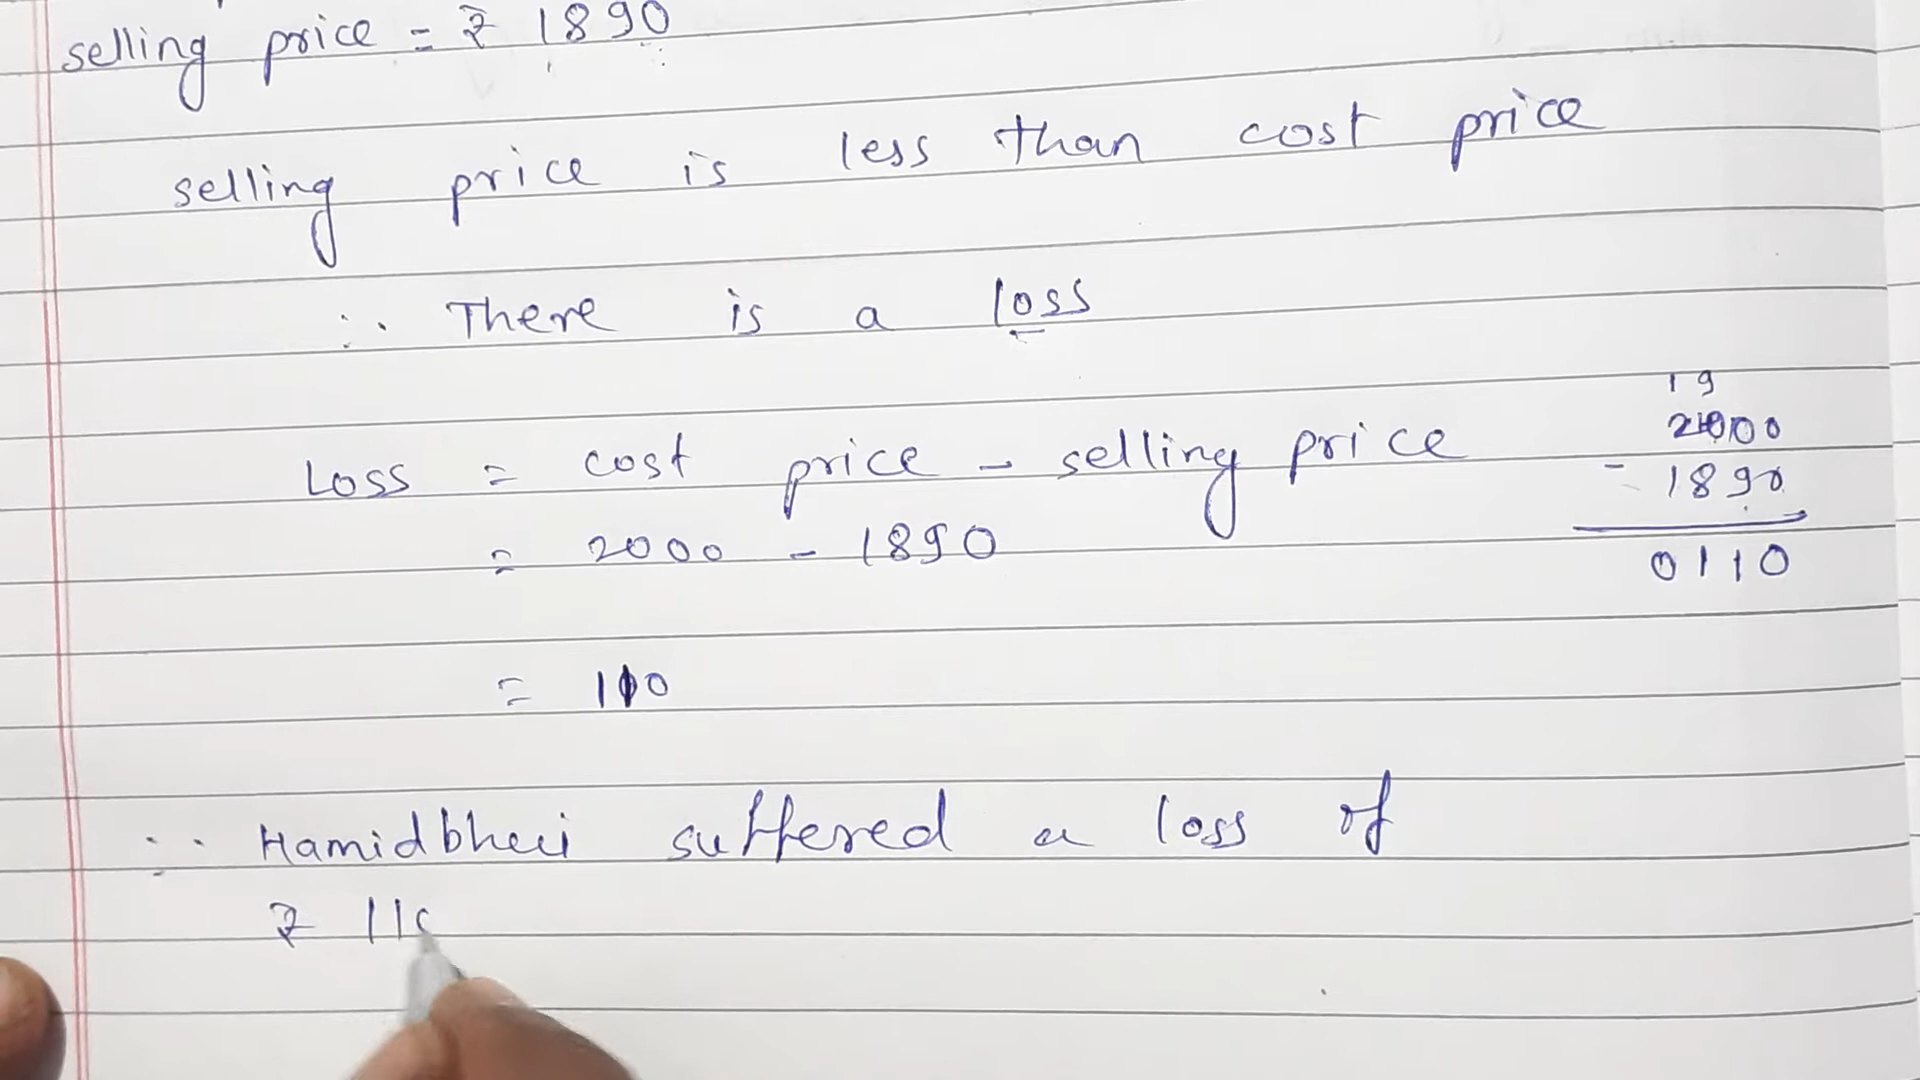 selling price = ₹ 1890
selling price is less than cost price
∴ There is a loss
Loss = cost price - selling price
= 2000 - 1890
19
2000
- 1890
0110
= 110
∴ Hamidbhai suffered a loss of
₹ 110